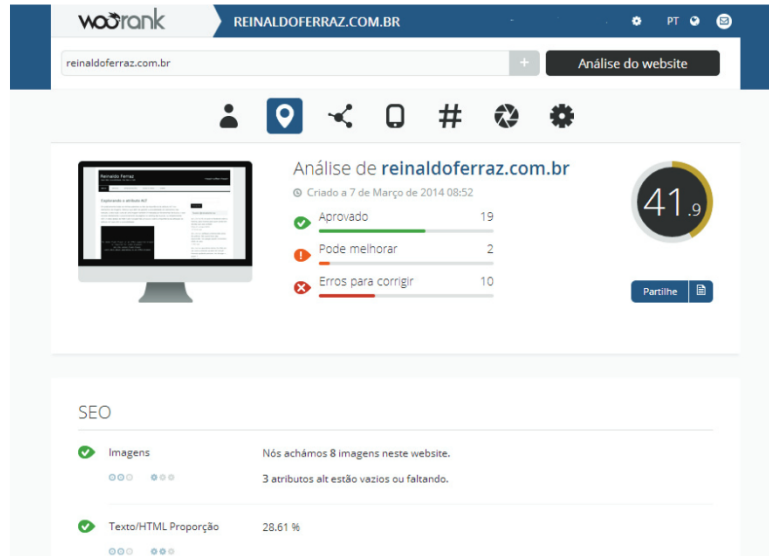 woorank
REINALDOFERRAZ.COM.BR
PT
reinaldoferraz.com.br
+
Análise do website
#
Reinaldo Ferraz
Análise de reinaldoferraz.com.br
Criado a 7 de Março de 2014 08:52
Aprovado 19
Pode melhorar 2
Erros para corrigir 10
41.9
Partilhe
SEO
Imagens Nós achámos 8 imagens neste website.
3 atributos alt estão vazios ou faltando.
Texto/HTML Proporção 28.61 %